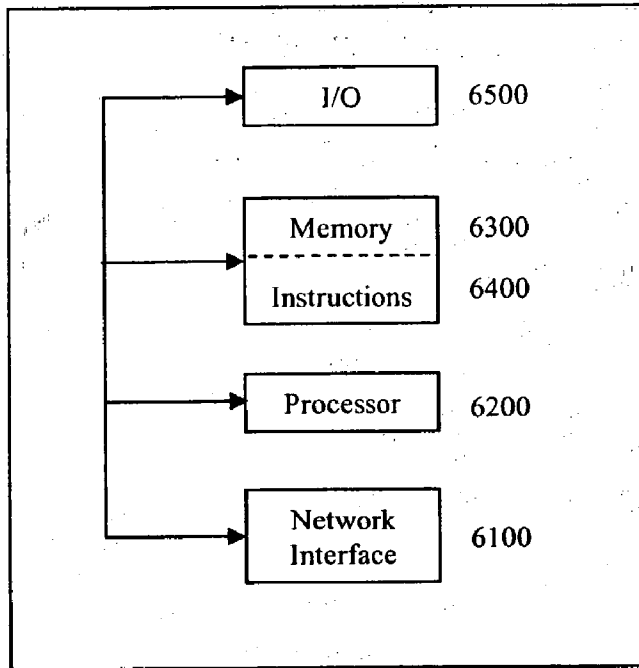 I/O 6500
Memory 6300
Instructions 6400
Processor 6200
Network
Interface 6100